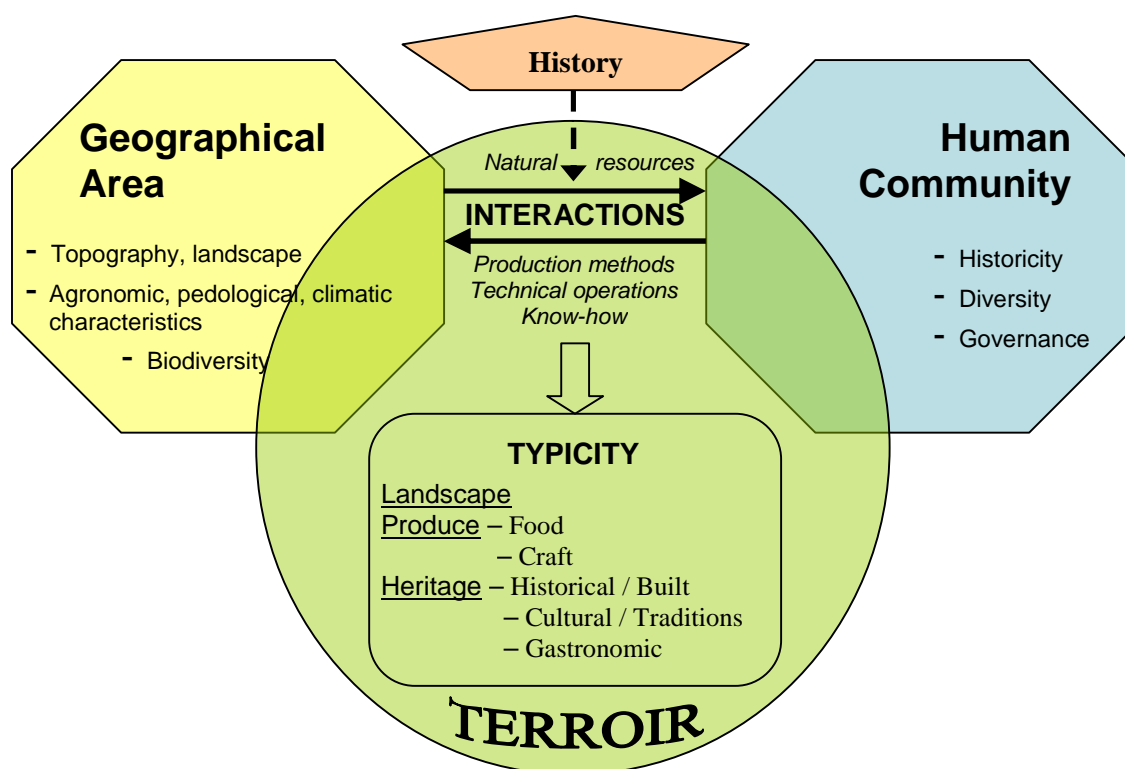 History
Geographical
Area
- Topography, landscape
- Agronomic, pedological, climatic
characteristics
- Biodiversity
Natural resources
INTERACTIONS
Production methods
Technical operations
Know-how
Human
Community
- Historicity
- Diversity
- Governance
TYPICITY
Landscape
Produce – Food
– Craft
Heritage – Historical / Built
– Cultural / Traditions
– Gastronomic
TERROIR